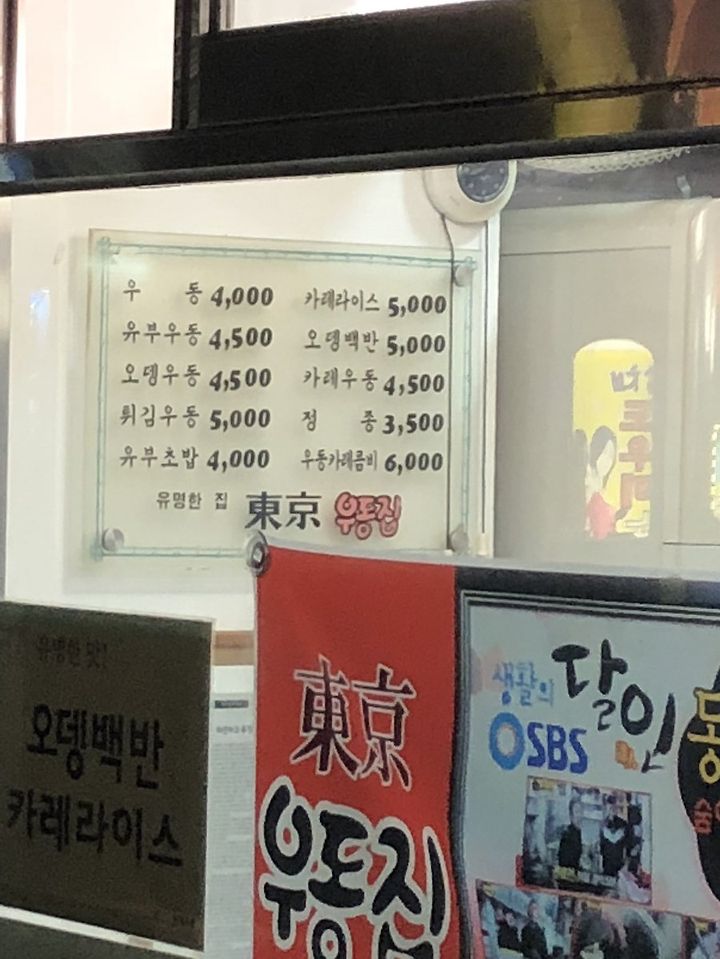 우 동 4,000
유부우동 4,500
오뎅우동 4,500
튀김우동 5,000
유부초밥 4,000
카레라이스 5,000
오뎅백반 5,000
카레우동 4,500
정 종 3,500
우동카레콤비 6,000
유명한 집 東京 우동집
유명한 맛!
오뎅백반
카레라이스
東京
우동집
생활의 달인
SBS
동